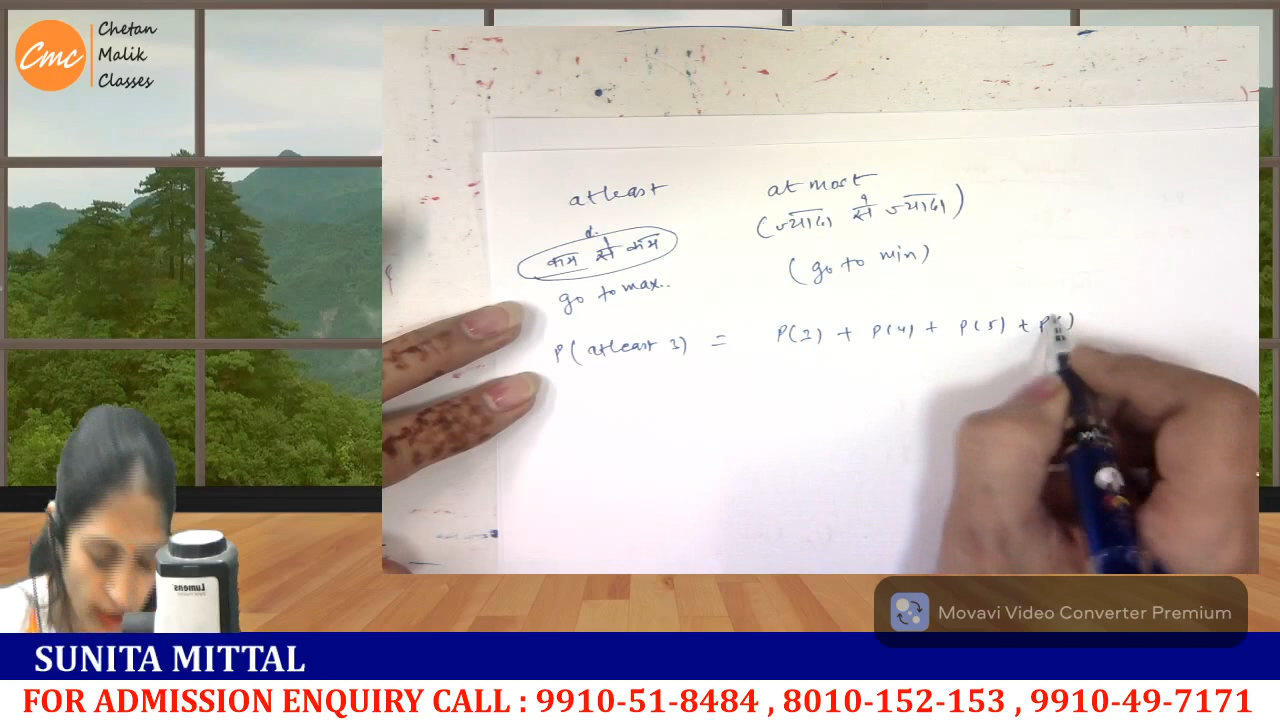 Cmc
Chetan
Malik
Classes
atleast
at most
कम से कम
(ज्यादा से ज्यादा)
go to max..
(go to min)
P(atleast 3) = P(3) + P(4) + P(5) + P( )
Lumens
Movavi Video Converter Premium
SUNITA MITTAL
FOR ADMISSION ENQUIRY CALL : 9910-51-8484 , 8010-152-153 , 9910-49-7171